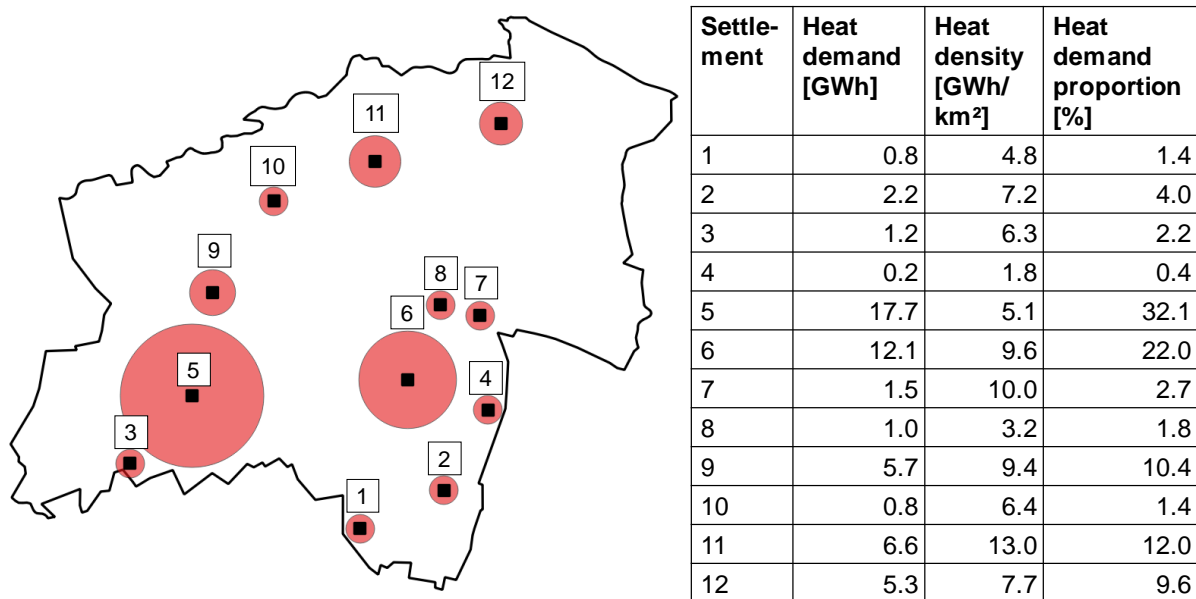 12
11
10
9
8
7
6
5
4
3
2
1
Settle- Heat Heat Heat
ment demand density demand
[GWh] [GWh/ proportion
km²] [%]
1 0.8 4.8 1.4
2 2.2 7.2 4.0
3 1.2 6.3 2.2
4 0.2 1.8 0.4
5 17.7 5.1 32.1
6 12.1 9.6 22.0
7 1.5 10.0 2.7
8 1.0 3.2 1.8
9 5.7 9.4 10.4
10 0.8 6.4 1.4
11 6.6 13.0 12.0
12 5.3 7.7 9.6